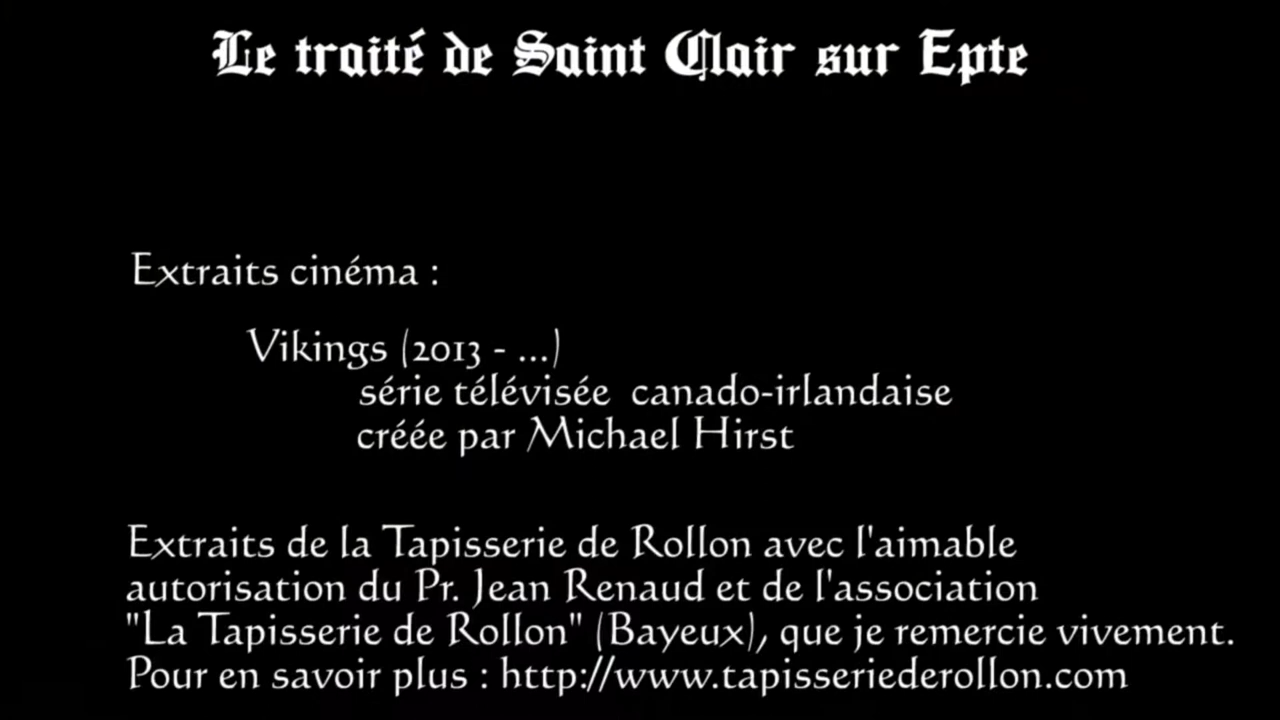 Le traité de Saint Clair sur Epte
Extraits cinéma :
Vikings (2013 - ...)
série télévisée canado-irlandaise
créée par Michael Hirst
Extraits de la Tapisserie de Rollon avec l'aimable
autorisation du Pr. Jean Renaud et de l'association
"La Tapisserie de Rollon" (Bayeux), que je remercie vivement.
Pour en savoir plus : http://www.tapisseriederollon.com